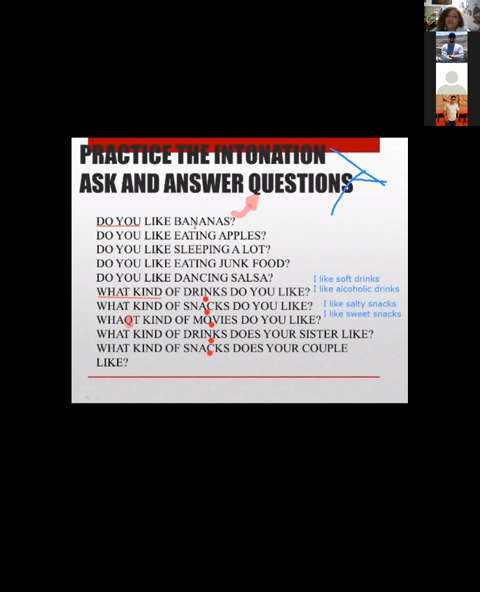 PRACTICE THE INTONATION
ASK AND ANSWER QUESTIONS
DO YOU LIKE BANANAS?
DO YOU LIKE EATING APPLES?
DO YOU LIKE SLEEPING A LOT?
DO YOU LIKE EATING JUNK FOOD?
DO YOU LIKE DANCING SALSA?
WHAT KIND OF DRINKS DO YOU LIKE?
I like soft drinks
I like alcoholic drinks
WHAT KIND OF SNACKS DO YOU LIKE?
I like salty snacks
I like sweet snacks
WHAQT KIND OF MOVIES DO YOU LIKE?
WHAT KIND OF DRINKS DOES YOUR SISTER LIKE?
WHAT KIND OF SNACKS DOES YOUR COUPLE
LIKE?